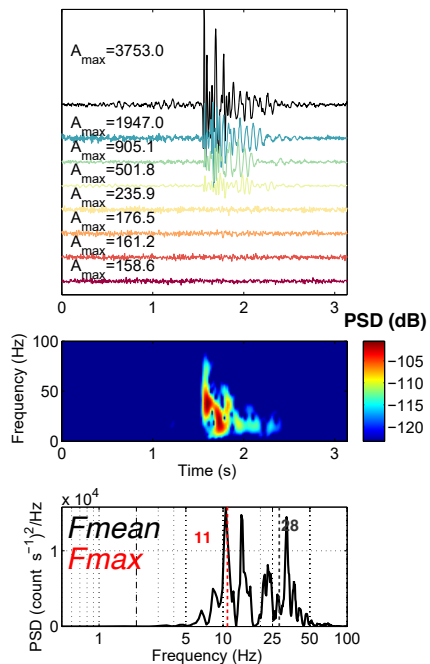 A_max=3753.0
A_max=1947.0
A_max=905.1
A_max=501.8
A_max=235.9
A_max=176.5
A_max=161.2
A_max=158.6
0 1 2 3
PSD (dB)
Frequency (Hz)
100
50
0
−105
−110
−115
−120
0 1 2 3
Time (s)
x 10⁴
PSD (count s⁻¹)²/Hz
1
Fmean
Fmax
11
28
1 5 10 25 50 100
Frequency (Hz)